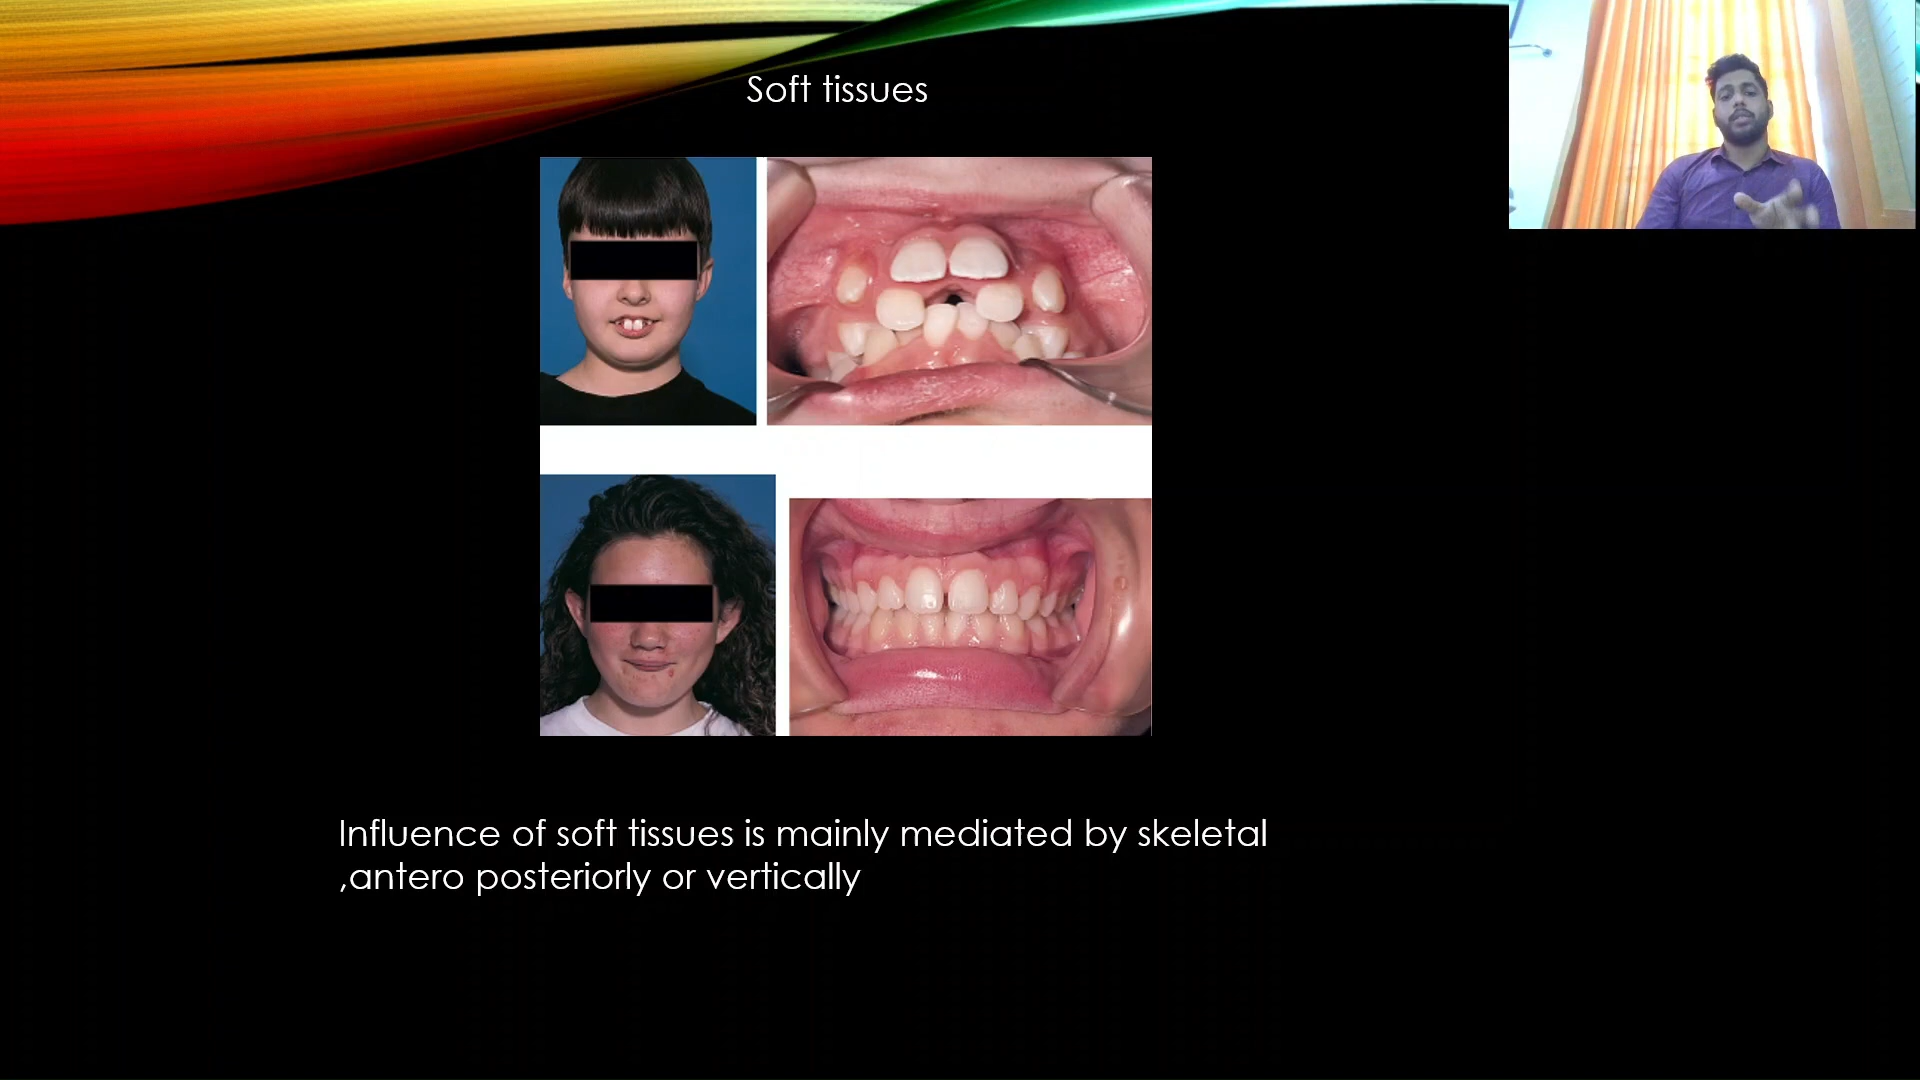 Soft tissues
Influence of soft tissues is mainly mediated by skeletal
,antero posteriorly or vertically